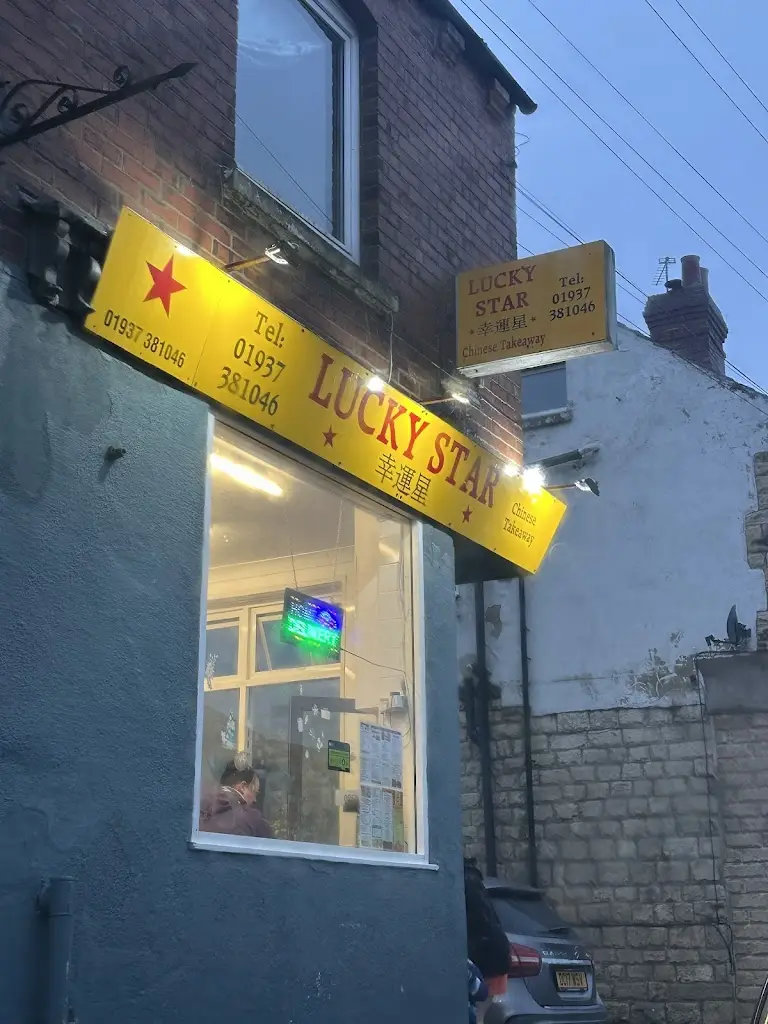 01937 381046
Tel:
01937
381046
LUCKY STAR
幸運星
Chinese
Takeaway
LUCKY
STAR
幸運星
Chinese Takeaway
Tel:
01937
381046
DELIVERY